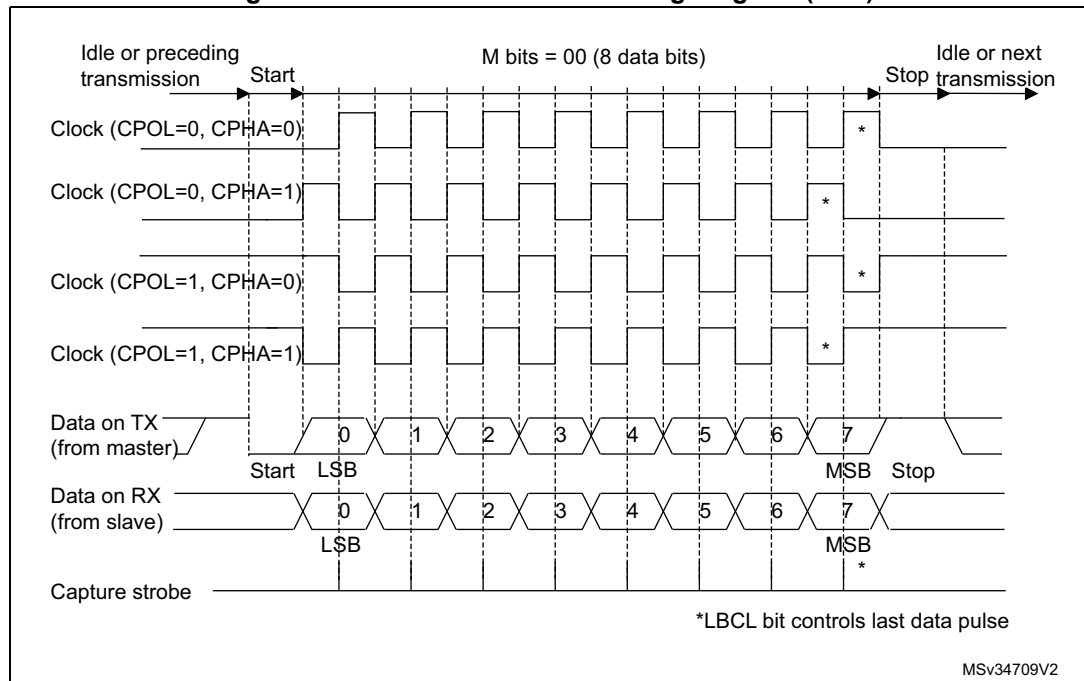 Idle or preceding
transmission
Start
M bits = 00 (8 data bits)
Stop
Idle or next
transmission
Clock (CPOL=0, CPHA=0)
*
Clock (CPOL=0, CPHA=1)
*
Clock (CPOL=1, CPHA=0)
*
Clock (CPOL=1, CPHA=1)
*
Data on TX
(from master)
0 1 2 3 4 5 6 7
Start LSB MSB Stop
Data on RX
(from slave)
0 1 2 3 4 5 6 7
LSB MSB
*
Capture strobe
*LBCL bit controls last data pulse
MSv34709V2